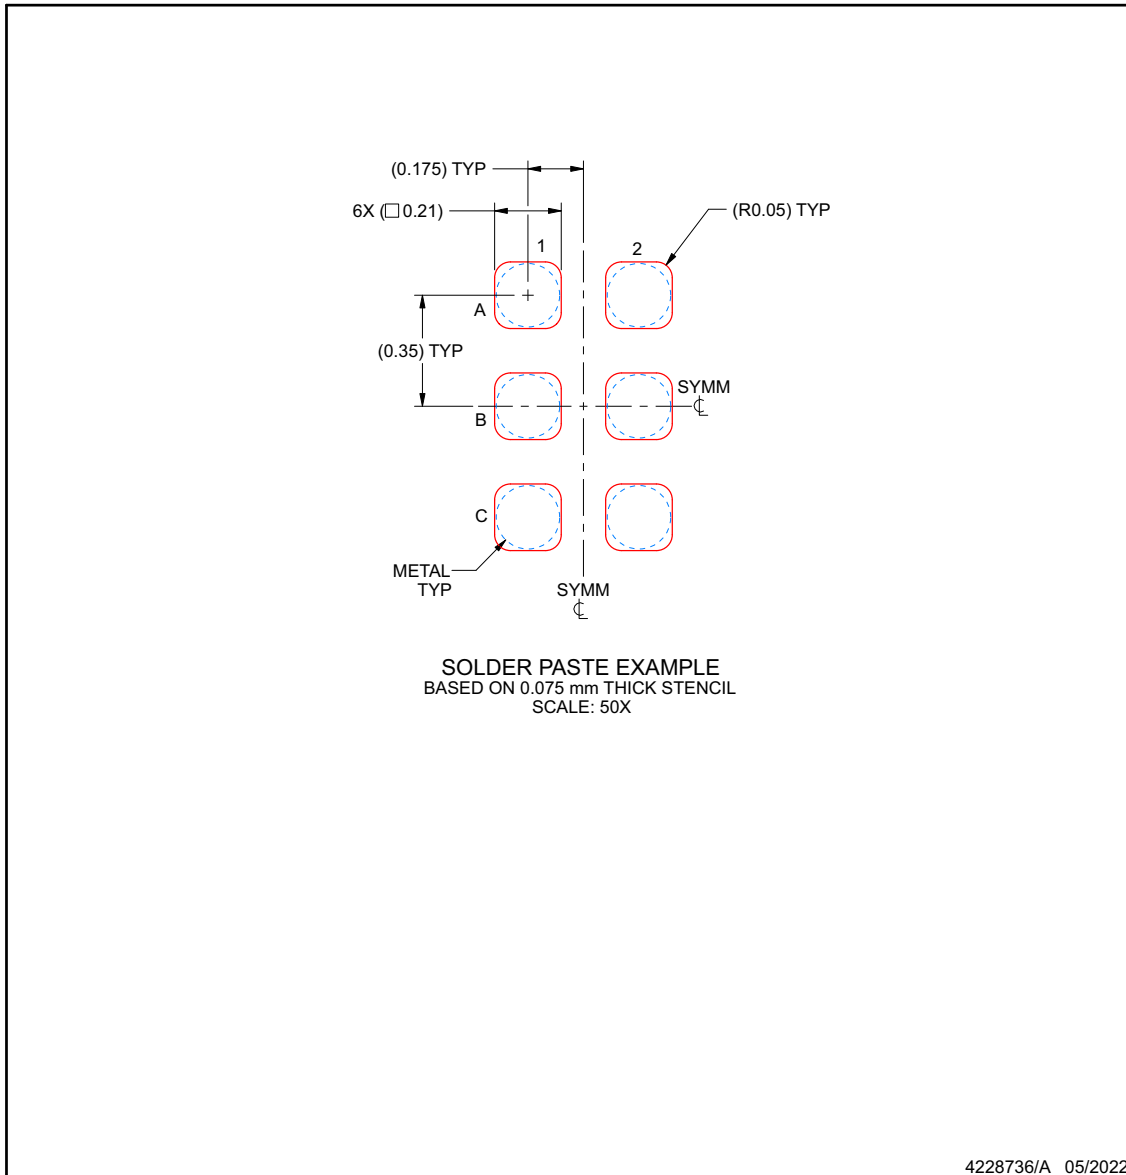 (0.175) TYP
6X (□0.21)
(R0.05) TYP
1
2
A
(0.35) TYP
SYMM
℄
B
C
METAL
TYP
SYMM
℄
SOLDER PASTE EXAMPLE
BASED ON 0.075 mm THICK STENCIL
SCALE: 50X
4228736/A 05/2022